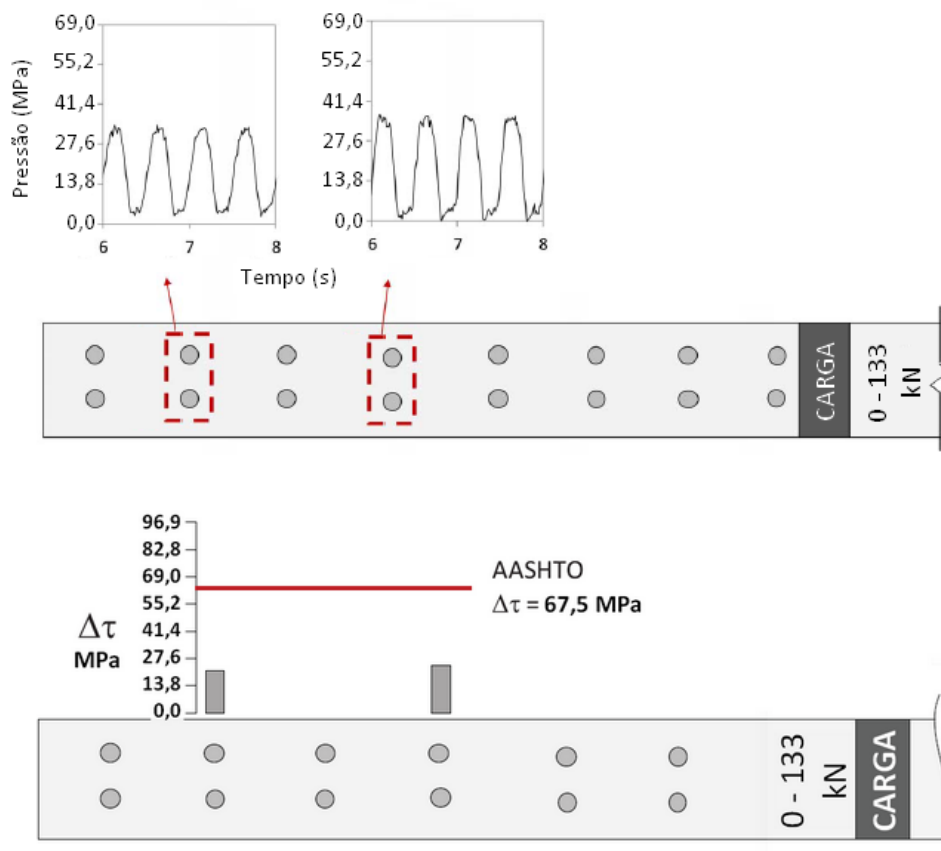 Pressão (MPa)
69,0
55,2
41,4
27,6
13,8
0,0
6
7
8
69,0
55,2
41,4
27,6
13,8
0,0
6
7
8
Tempo (s)
CARGA
0 - 133
kN
96,9
82,8
69,0
55,2
41,4
27,6
13,8
0,0
Δτ
MPa
AASHTO
Δτ = 67,5 MPa
0 - 133
kN
CARGA